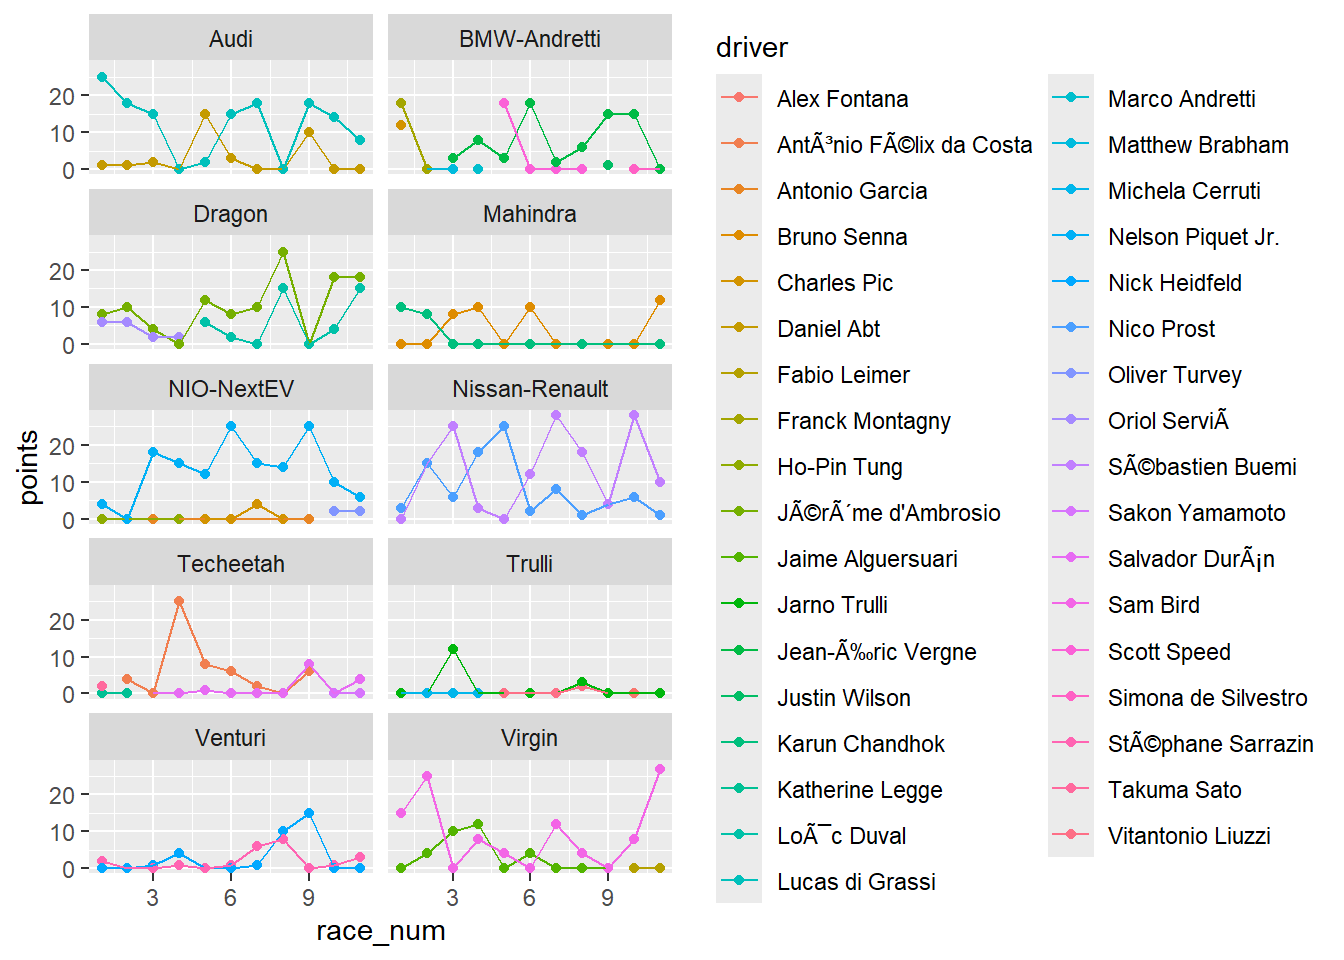 Audi
BMW-Andretti
20
10
0
Dragon
Mahindra
20
10
0
NIO-NextEV
Nissan-Renault
20
10
0
Techeetah
Trulli
20
10
0
Venturi
Virgin
20
10
0
3 6 9
3 6 9
race_num
points
driver
Alex Fontana
AntÃ³nio FÃ©lix da Costa
Antonio Garcia
Bruno Senna
Charles Pic
Daniel Abt
Fabio Leimer
Franck Montagny
Ho-Pin Tung
JÃ©rÃ´me d'Ambrosio
Jaime Alguersuari
Jarno Trulli
Jean-Ã‰ric Vergne
Justin Wilson
Karun Chandhok
Katherine Legge
LoÃ¯c Duval
Lucas di Grassi
Marco Andretti
Matthew Brabham
Michela Cerruti
Nelson Piquet Jr.
Nick Heidfeld
Nico Prost
Oliver Turvey
Oriol ServiÃ
SÃ©bastien Buemi
Sakon Yamamoto
Salvador DurÃ¡n
Sam Bird
Scott Speed
Simona de Silvestro
StÃ©phane Sarrazin
Takuma Sato
Vitantonio Liuzzi